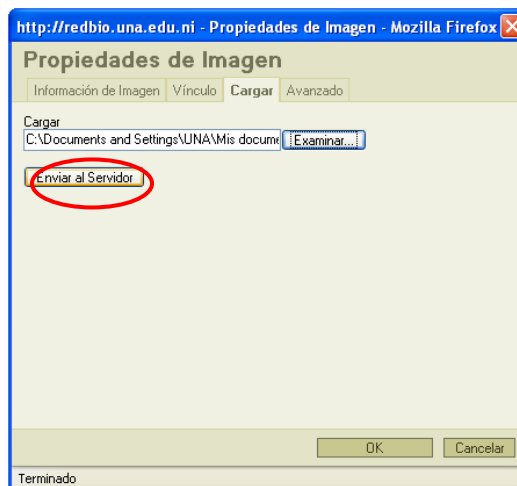 http://redbio.una.edu.ni - Propiedades de Imagen - Mozilla Firefox
Propiedades de Imagen
Información de Imagen Vínculo Cargar Avanzado
Cargar
C:\Documents and Settings\UNA\Mis docume Examinar...
Enviar al Servidor
OK Cancelar
Terminado